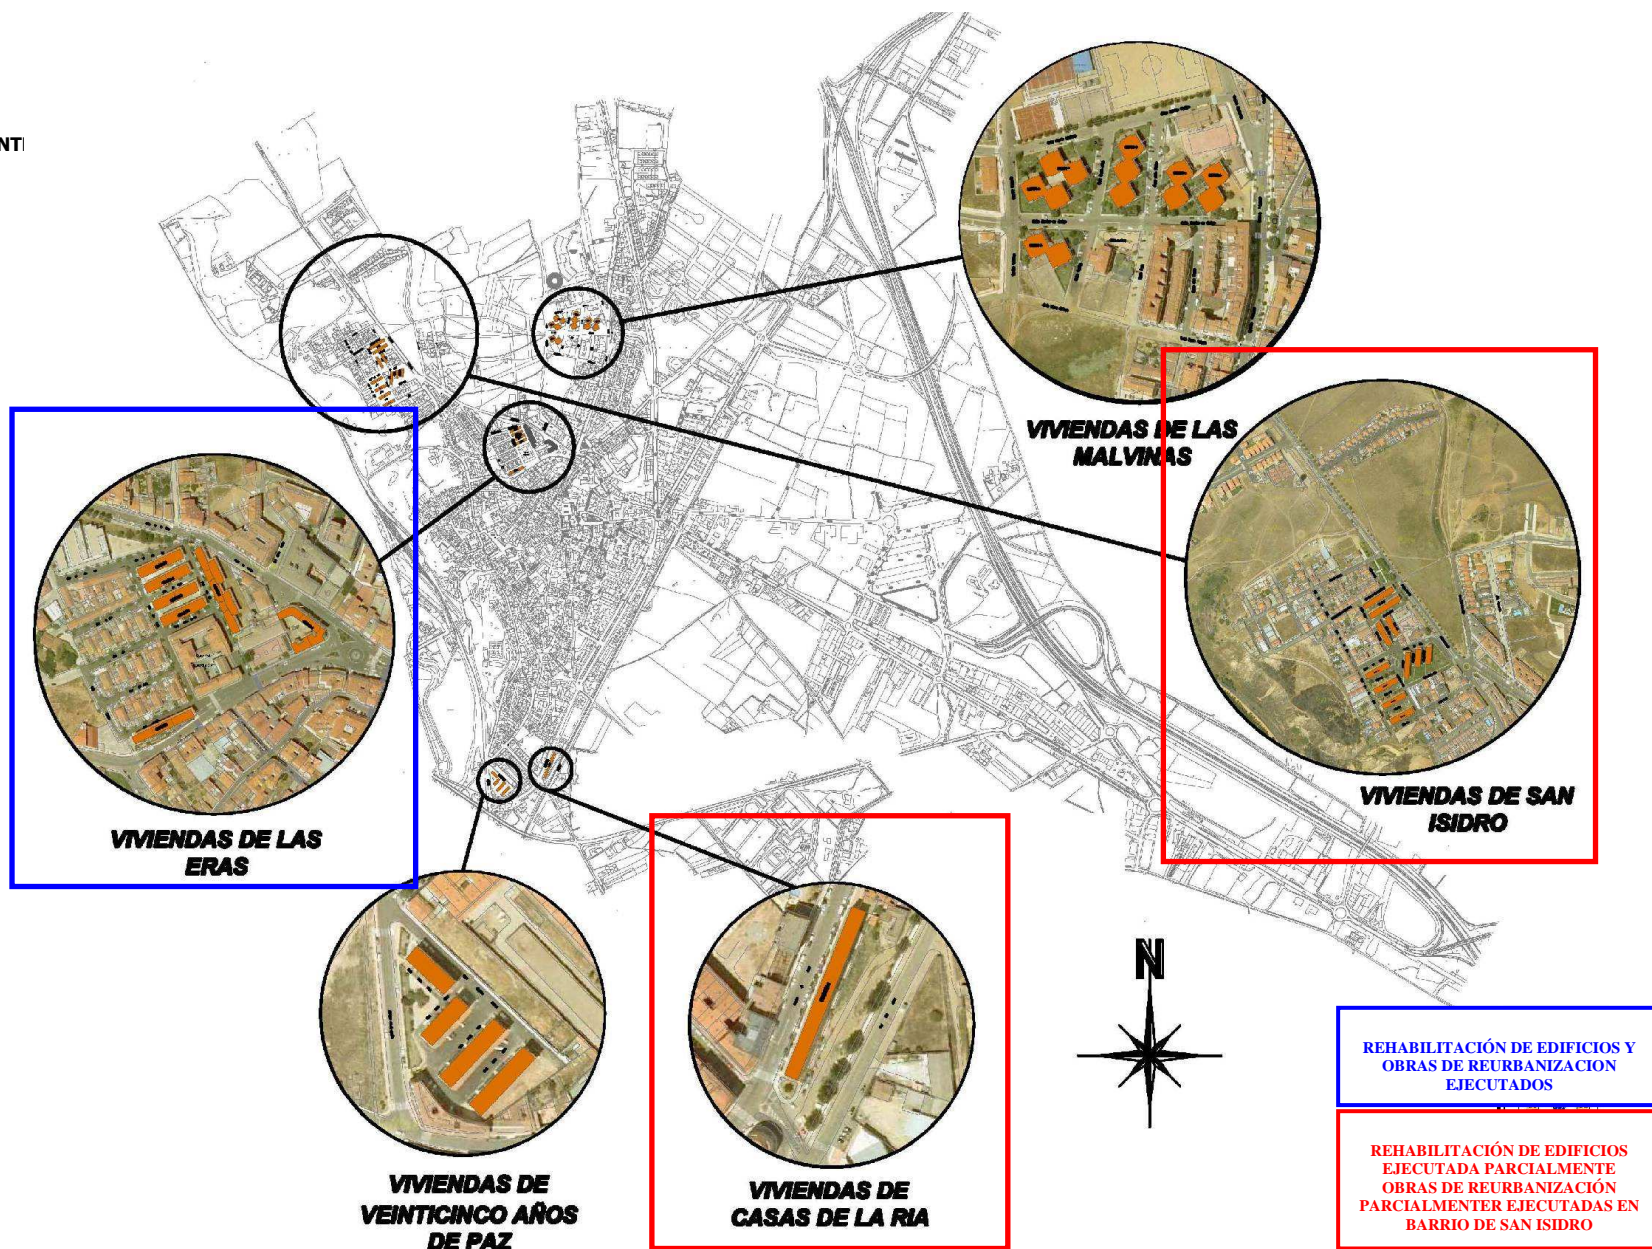 NTI
VIVIENDAS DE LAS
MALVINAS
VIVIENDAS DE SAN
ISIDRO
VIVIENDAS DE LAS
ERAS
VIVIENDAS DE
VEINTICINCO AÑOS
DE PAZ
VIVIENDAS DE
CASAS DE LA RIA
N
REHABILITACIÓN DE EDIFICIOS Y
OBRAS DE REURBANIZACION
EJECUTADOS
REHABILITACIÓN DE EDIFICIOS
EJECUTADA PARCIALMENTE
OBRAS DE REURBANIZACIÓN
PARCIALMENTER EJECUTADAS EN
BARRIO DE SAN ISIDRO